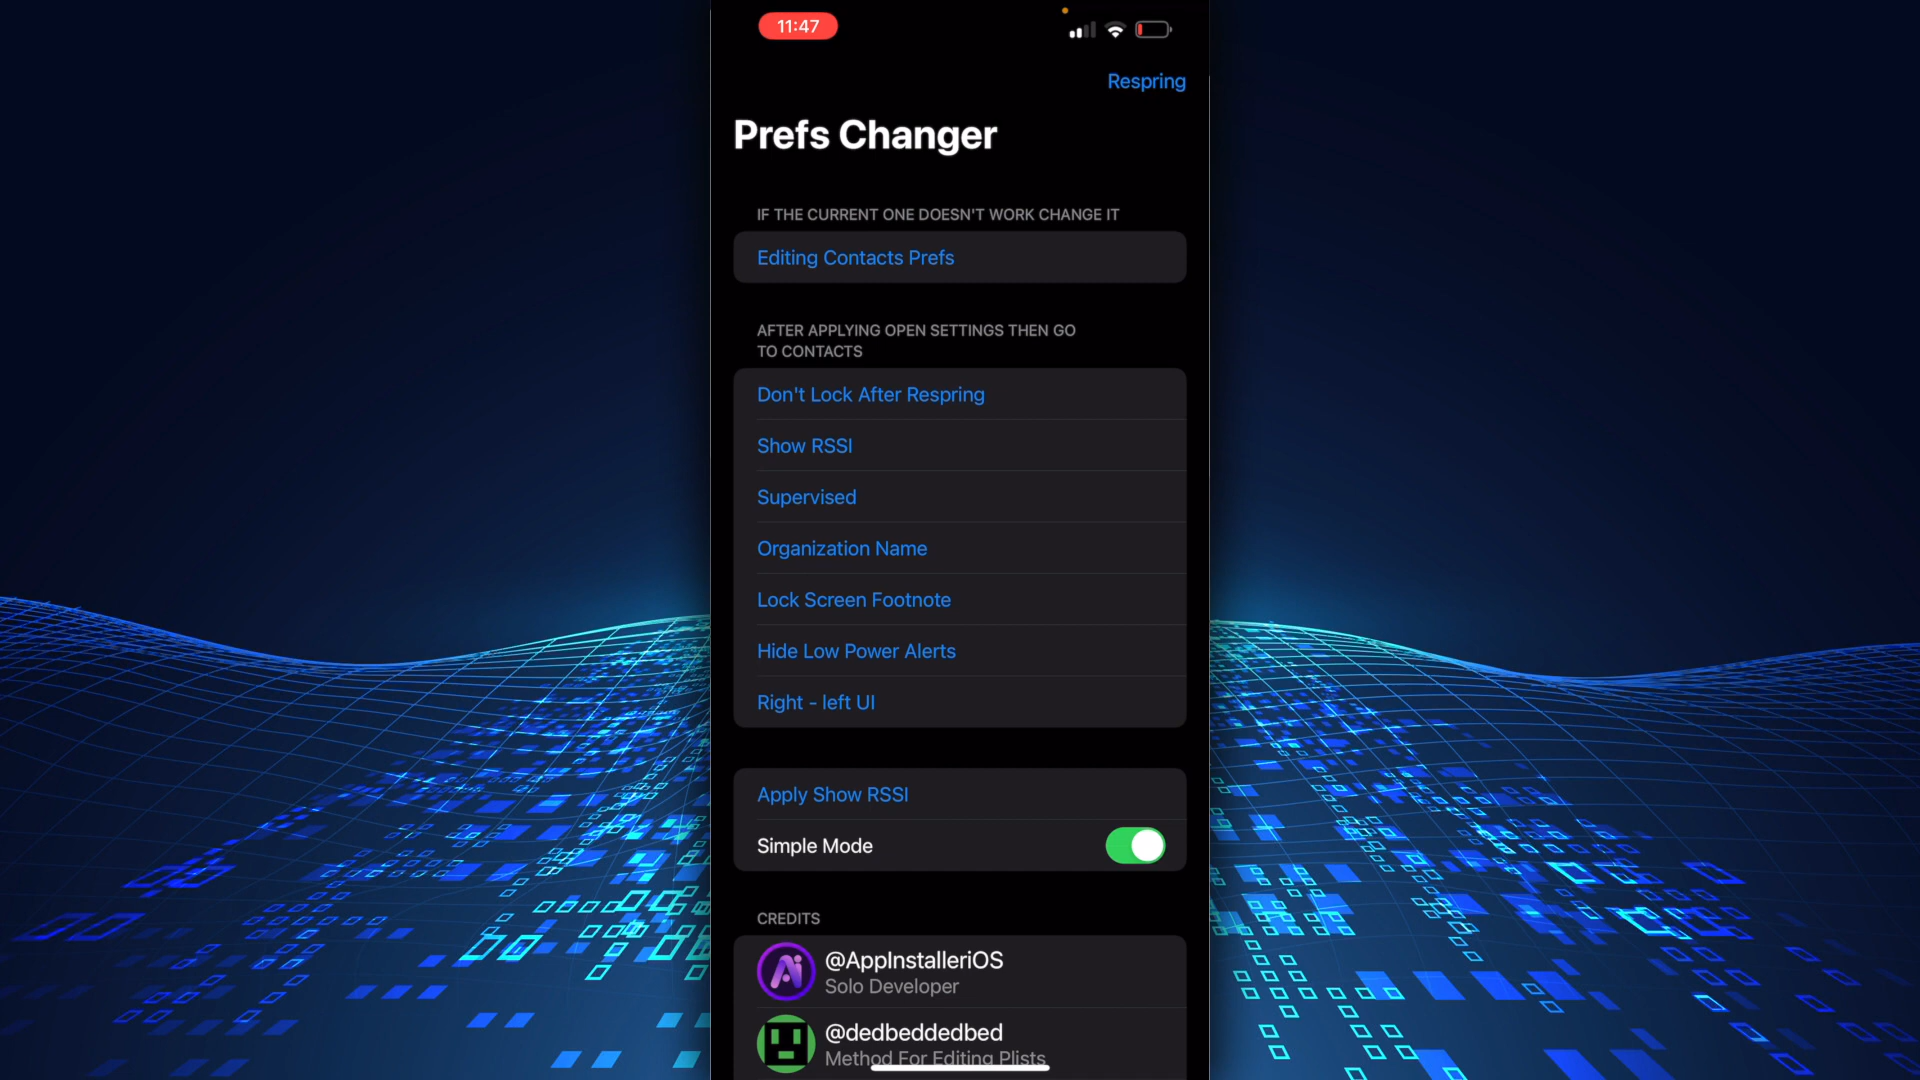 11:47
Respring
Prefs Changer
IF THE CURRENT ONE DOESN'T WORK CHANGE IT
Editing Contacts Prefs
AFTER APPLYING OPEN SETTINGS THEN GO
TO CONTACTS
Don't Lock After Respring
Show RSSI
Supervised
Organization Name
Lock Screen Footnote
Hide Low Power Alerts
Right - left UI
Apply Show RSSI
Simple Mode
CREDITS
@AppInstalleriOS
Solo Developer
@dedbeddedbed
Method For Editing Plists